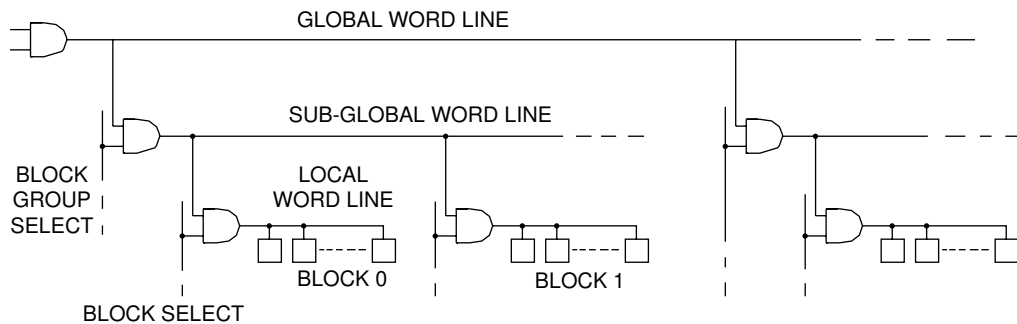 GLOBAL WORD LINE
SUB-GLOBAL WORD LINE
BLOCK
GROUP
SELECT
LOCAL
WORD LINE
BLOCK 0
BLOCK 1
BLOCK SELECT